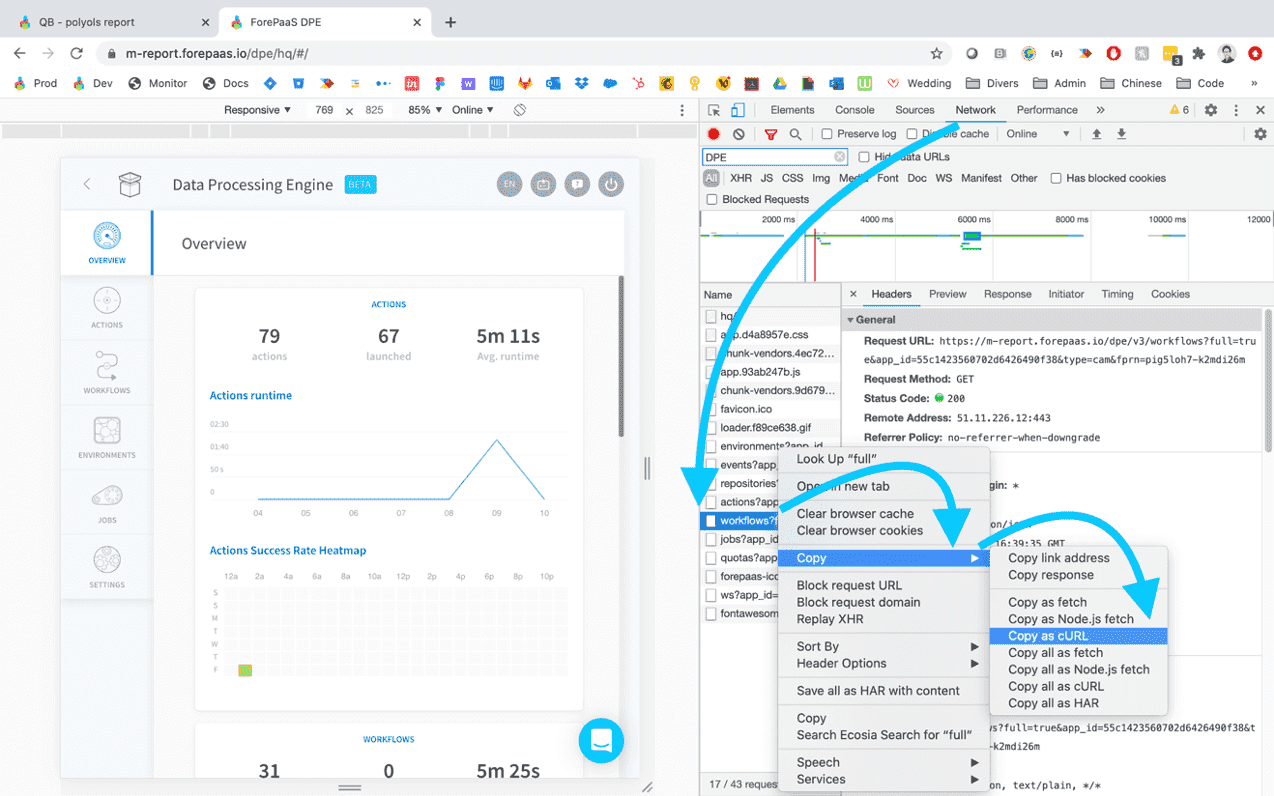 QB - polyols report
ForePaaS DPE
m-report.forepaas.io/dpe/hq/#/
3
Prod Dev Monitor Docs Wedding Divers Admin Chinese Code »
Responsive ▼ 769 × 825 85% ▼ Online ▼
Elements Console Sources Network Performance » 6
Preserve log Disable cache Online ▼
DPE Hide data URLs
All XHR JS CSS Img Media Font Doc WS Manifest Other Has blocked cookies
Blocked Requests
2000 ms 4000 ms 6000 ms 8000 ms 10000 ms 12000
Data Processing Engine BETA EN
OVERVIEW
ACTIONS
WORKFLOWS
ENVIRONMENTS
JOBS
SETTINGS
Overview
ACTIONS
79 67 5m 11s
actions launched Avg. runtime
Actions runtime
02:30
01:40
50 s
0
04 05 06 07 08 09 10
Actions Success Rate Heatmap
12a 2a 4a 6a 8a 10a 12p 2p 4p 6p 8p 10p
S
S
M
T
W
T
F
WORKFLOWS
31 0 5m 25s
Name
hq/
app.d4a8957e.css
chunk-vendors.4ec72...
app.93ab247b.js
chunk-vendors.9d679...
favicon.ico
loader.f89ce638.gif
environments?app_id
events?app_
repositories?
actions?app
workflows?f
jobs?app_id
quotas?app
forepaas-ico
ws?app_id=
fontawesom
17 / 43 reques
× Headers Preview Response Initiator Timing Cookies
General
Request URL: https://m-report.forepaas.io/dpe/v3/workflows?full=tru
e&app_id=55c1423560702d6426490f38&type=cam&fprn=pig5loh7-k2mdi26m
Request Method: GET
Status Code: 200
Remote Address: 51.11.226.12:443
Referrer Policy: no-referrer-when-downgrade
gin: *
16:39:35 GMT
Look Up “full”
Open in new tab
Clear browser cache
Clear browser cookies
Copy
Block request URL
Block request domain
Replay XHR
Sort By
Header Options
Save all as HAR with content
Copy
Search Ecosia Search for “full”
Speech
Services
Copy link address
Copy response
Copy as fetch
Copy as Node.js fetch
Copy as cURL
Copy all as fetch
Copy all as Node.js fetch
Copy all as cURL
Copy all as HAR
ws?full=true&app_id=55c1423560702d6426490f38&t
-k2mdi26m
on, text/plain, */*